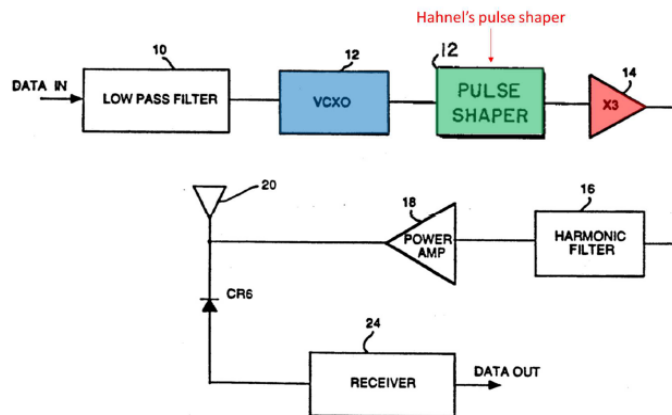 Hahnel's pulse shaper
10
12
12
14
DATA IN
LOW PASS FILTER
VCXO
PULSE
SHAPER
X3
20
18
16
POWER
AMP
HARMONIC
FILTER
CR6
24
RECEIVER
DATA OUT